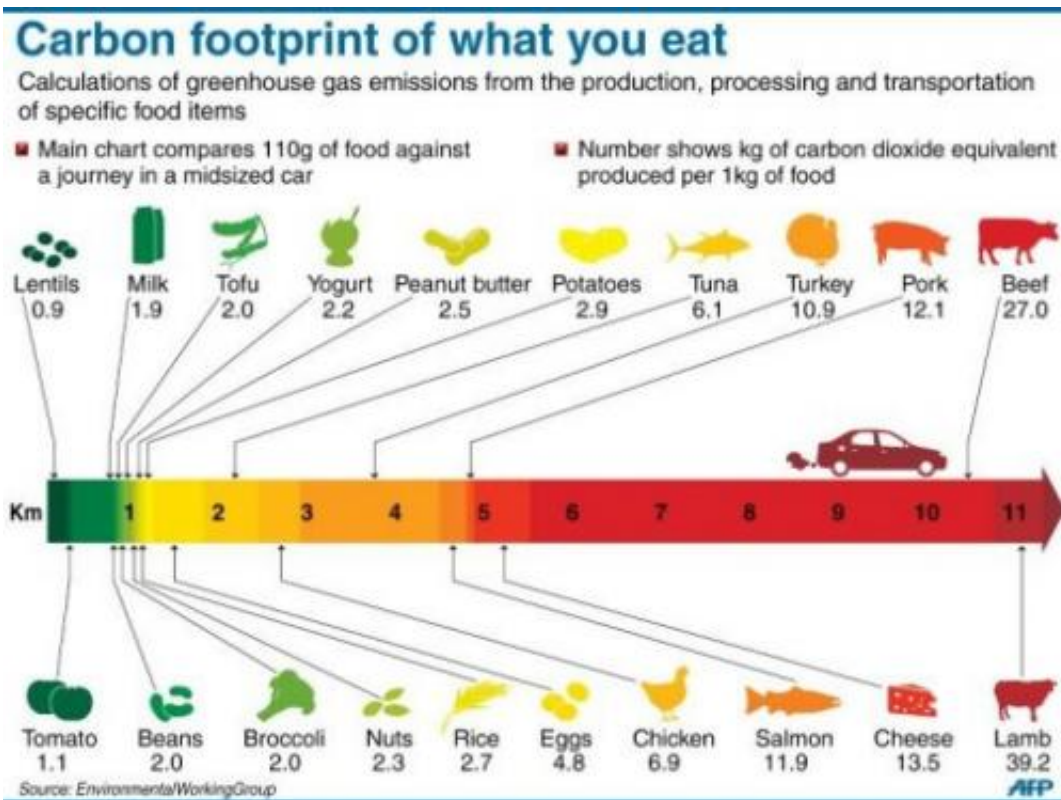 Carbon footprint of what you eat
Calculations of greenhouse gas emissions from the production, processing and transportation
of specific food items
Main chart compares 110g of food against
a journey in a midsized car
Number shows kg of carbon dioxide equivalent
produced per 1kg of food
Lentils Milk Tofu Yogurt Peanut butter Potatoes Tuna Turkey Pork Beef
0.9 1.9 2.0 2.2 2.5 2.9 6.1 10.9 12.1 27.0
Km 1 2 3 4 5 6 7 8 9 10 11
Tomato Beans Broccoli Nuts Rice Eggs Chicken Salmon Cheese Lamb
1.1 2.0 2.0 2.3 2.7 4.8 6.9 11.9 13.5 39.2
Source: EnvironmentalWorkingGroup
AFP